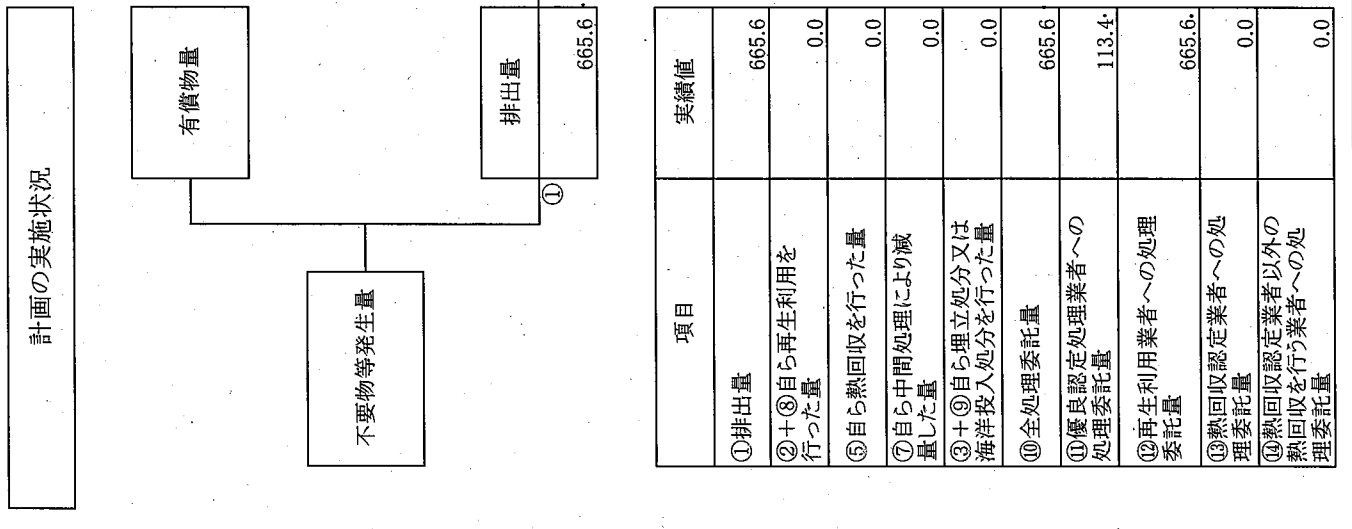 計画の実施状況
有償物量
不要物等発生量
①
排出量
665.6
項目
実績値
①排出量
665.6
②+⑧自ら再生利用を
行った量
0.0
⑤自ら熱回収を行った量
0.0
⑦自ら中間処理により減
量した量
0.0
③+⑨自ら埋立処分又は
海洋投入処分を行った量
0.0
⑩全処理委託量
665.6
⑪優良認定処理業者への
処理委託量
113.4
⑫再生利用業者への処理
委託量
665.6
⑬熱回収認定業者への処
理委託量
0.0
⑭熱回収認定業者以外の
熱回収を行う業者への処
理委託量
0.0